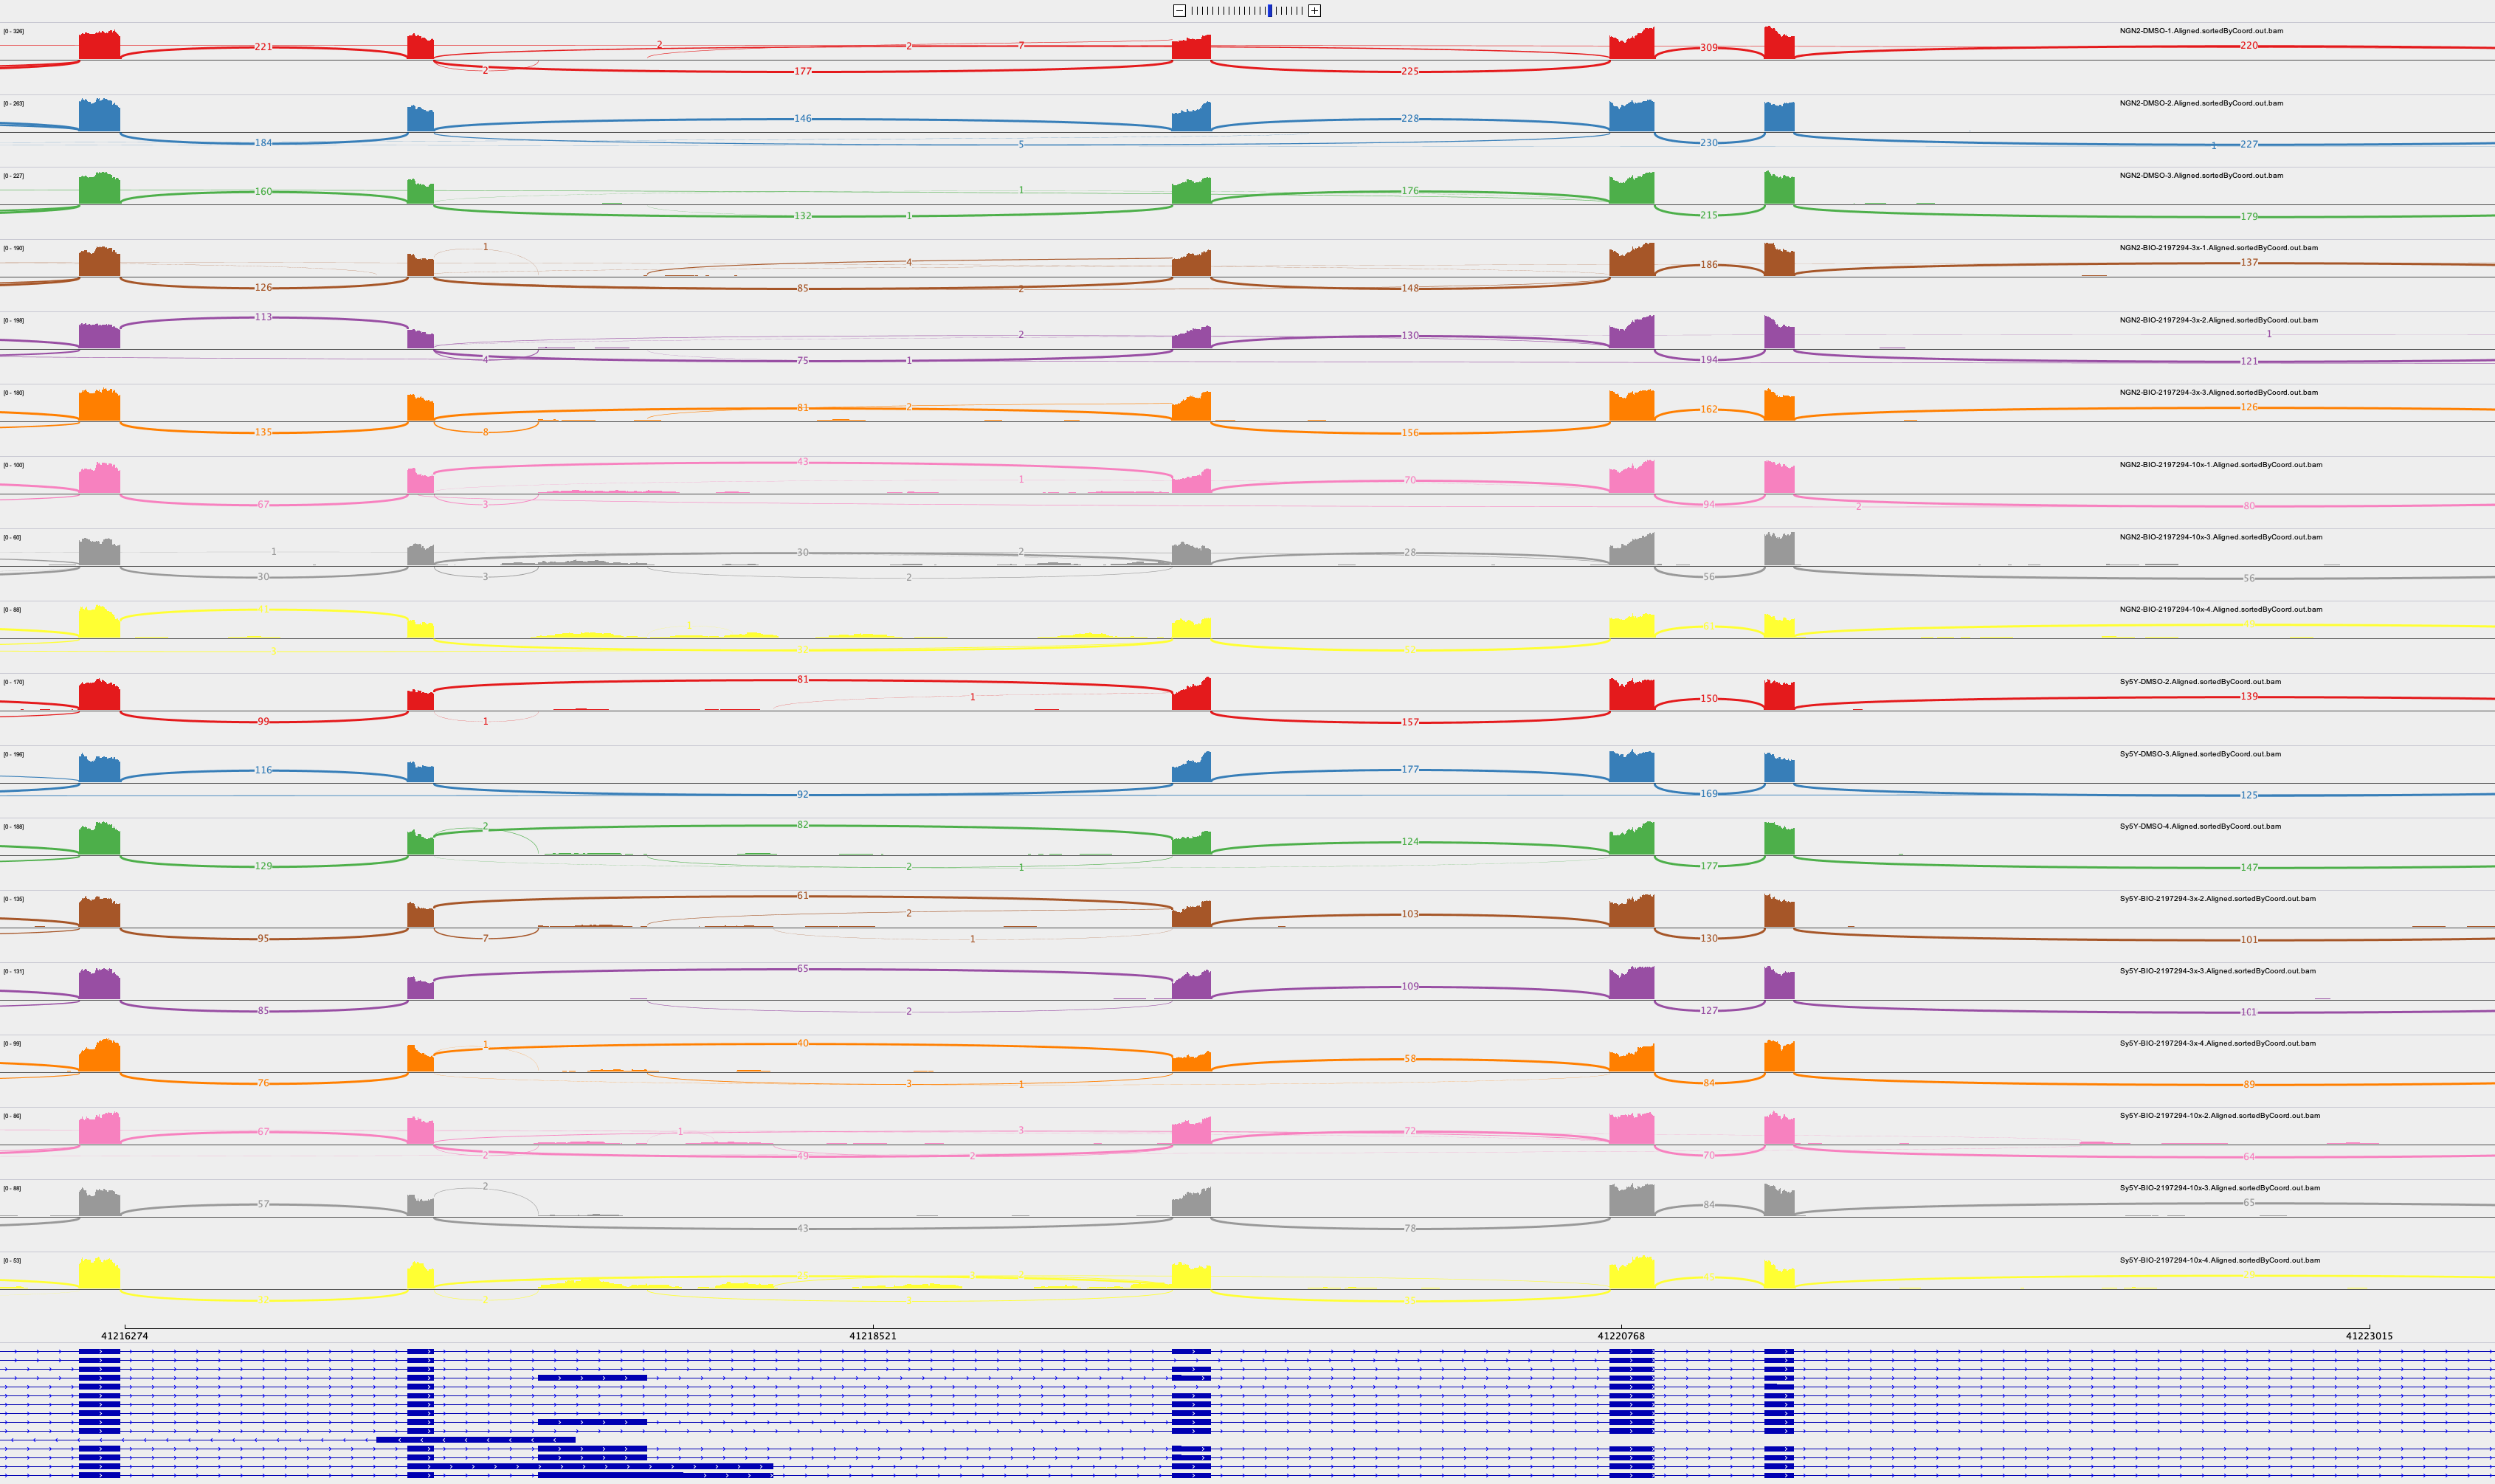 [0 - 326] NGN2-DMSO-1.Aligned.sortedByCoord.out.bam
221 2 2 7 309 220
2 177 225
[0 - 263] NGN2-DMSO-2.Aligned.sortedByCoord.out.bam
146 228
184 5 230 1 227
[0 - 227] NGN2-DMSO-3.Aligned.sortedByCoord.out.bam
160 1 176
132 1 215 179
[0 - 190] NGN2-BIO-2197294-3x-1.Aligned.sortedByCoord.out.bam
1 4 186 137
126 85 2 148
[0 - 198] NGN2-BIO-2197294-3x-2.Aligned.sortedByCoord.out.bam
113 2 130 1
4 75 1 194 121
[0 - 180] NGN2-BIO-2197294-3x-3.Aligned.sortedByCoord.out.bam
81 2 162 126
135 8 156
[0 - 100] NGN2-BIO-2197294-10x-1.Aligned.sortedByCoord.out.bam
43 1 70
67 3 94 2 80
[0 - 60] NGN2-BIO-2197294-10x-3.Aligned.sortedByCoord.out.bam
1 30 2 28
30 3 2 56 56
[0 - 88] NGN2-BIO-2197294-10x-4.Aligned.sortedByCoord.out.bam
[0 - 170] Sy5Y-DMSO-2.Aligned.sortedByCoord.out.bam
81 1 150 139
99 1 157
[0 - 196] Sy5Y-DMSO-3.Aligned.sortedByCoord.out.bam
116 177
92 169 125
[0 - 188] Sy5Y-DMSO-4.Aligned.sortedByCoord.out.bam
2 82 124
129 2 1 177 147
[0 - 135] Sy5Y-BIO-2197294-3x-2.Aligned.sortedByCoord.out.bam
61 2 103
95 7 1 130 101
[0 - 131] Sy5Y-BIO-2197294-3x-3.Aligned.sortedByCoord.out.bam
65 109
85 2 127 101
[0 - 99] Sy5Y-BIO-2197294-3x-4.Aligned.sortedByCoord.out.bam
1 40 58
76 3 1 84 89
[0 - 86] Sy5Y-BIO-2197294-10x-2.Aligned.sortedByCoord.out.bam
67 1 3 72
2 49 2 70 64
[0 - 88] Sy5Y-BIO-2197294-10x-3.Aligned.sortedByCoord.out.bam
57 2 84 65
43 78
[0 - 53] Sy5Y-BIO-2197294-10x-4.Aligned.sortedByCoord.out.bam
41216274 41218521 41220768 41223015